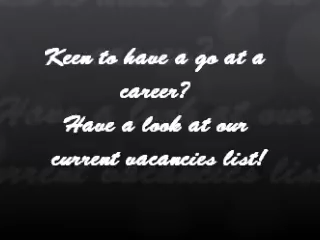 Keen to have a go at a
career?
Have a look at our
current vacancies list!